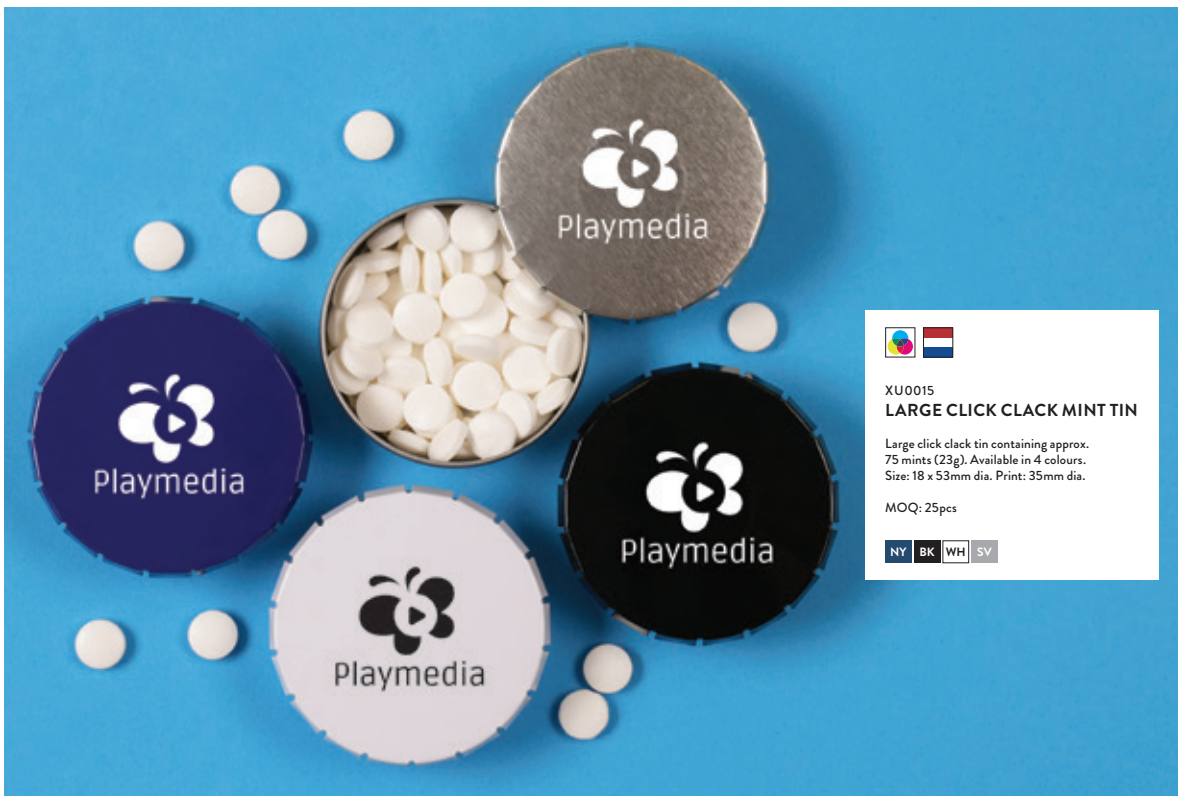 Playmedia
Playmedia
Playmedia
Playmedia
XU0015
LARGE CLICK CLACK MINT TIN
Large click clack tin containing approx.
75 mints (23g). Available in 4 colours.
Size: 18 x 53mm dia. Print: 35mm dia.
MOQ: 25pcs
NY BK WH SV